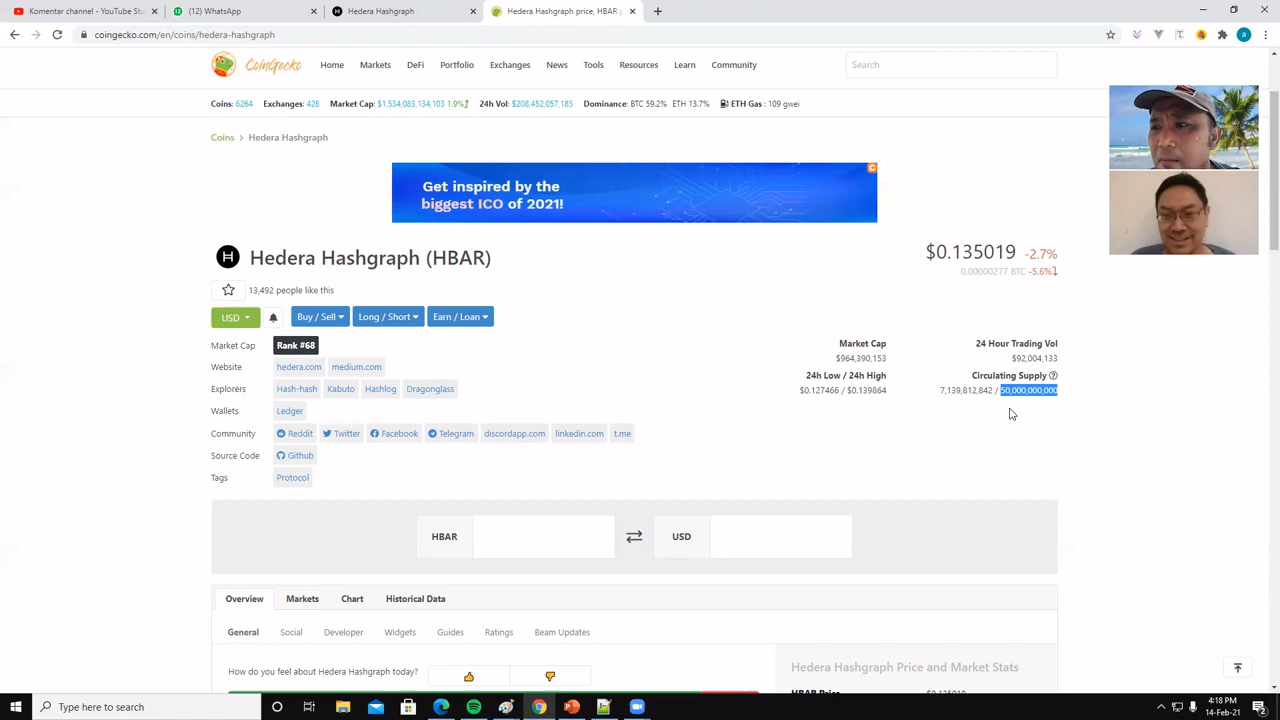 Komentar channel - YouTube Stu
(12) WhatsApp
Hedera Hashgraph
Hedera Hashgraph price, HBAR
coingecko.com/en/coins/hedera-hashgraph
CoinGecko
Home
Markets
DeFi
Portfolio
Exchanges
News
Tools
Resources
Learn
Community
Search
Coins: 6264
Exchanges: 428
Market Cap: $1,534,083,134,103 1.9%
24h Vol: $208,452,057,185
Dominance: BTC 59.2% ETH 13.7%
ETH Gas : 109 gwei
Coins > Hedera Hashgraph
Get inspired by the
biggest ICO of 2021!
Hedera Hashgraph (HBAR)
$0.135019 -2.7%
0.00000277 BTC -5.6%
13,492 people like this
USD
Buy / Sell
Long / Short
Earn / Loan
Market Cap
Rank #68
Website
hedera.com
medium.com
Explorers
Hash-hash
Kabuto
Hashlog
Dragonglass
Wallets
Ledger
Community
Reddit
Twitter
Facebook
Telegram
discordapp.com
linkedin.com
t.me
Source Code
Github
Tags
Protocol
Market Cap
$964,390,153
24 Hour Trading Vol
$92,004,133
24h Low / 24h High
$0.127466 / $0.139864
Circulating Supply
7,139,812,842 / 50,000,000,000
HBAR
USD
Overview
Markets
Chart
Historical Data
General
Social
Developer
Widgets
Guides
Ratings
Beam Updates
How do you feel about Hedera Hashgraph today?
Hedera Hashgraph Price and Market Stats
HBAR Price
$0.135019
Type here to search
4:18 PM
14-Feb-21